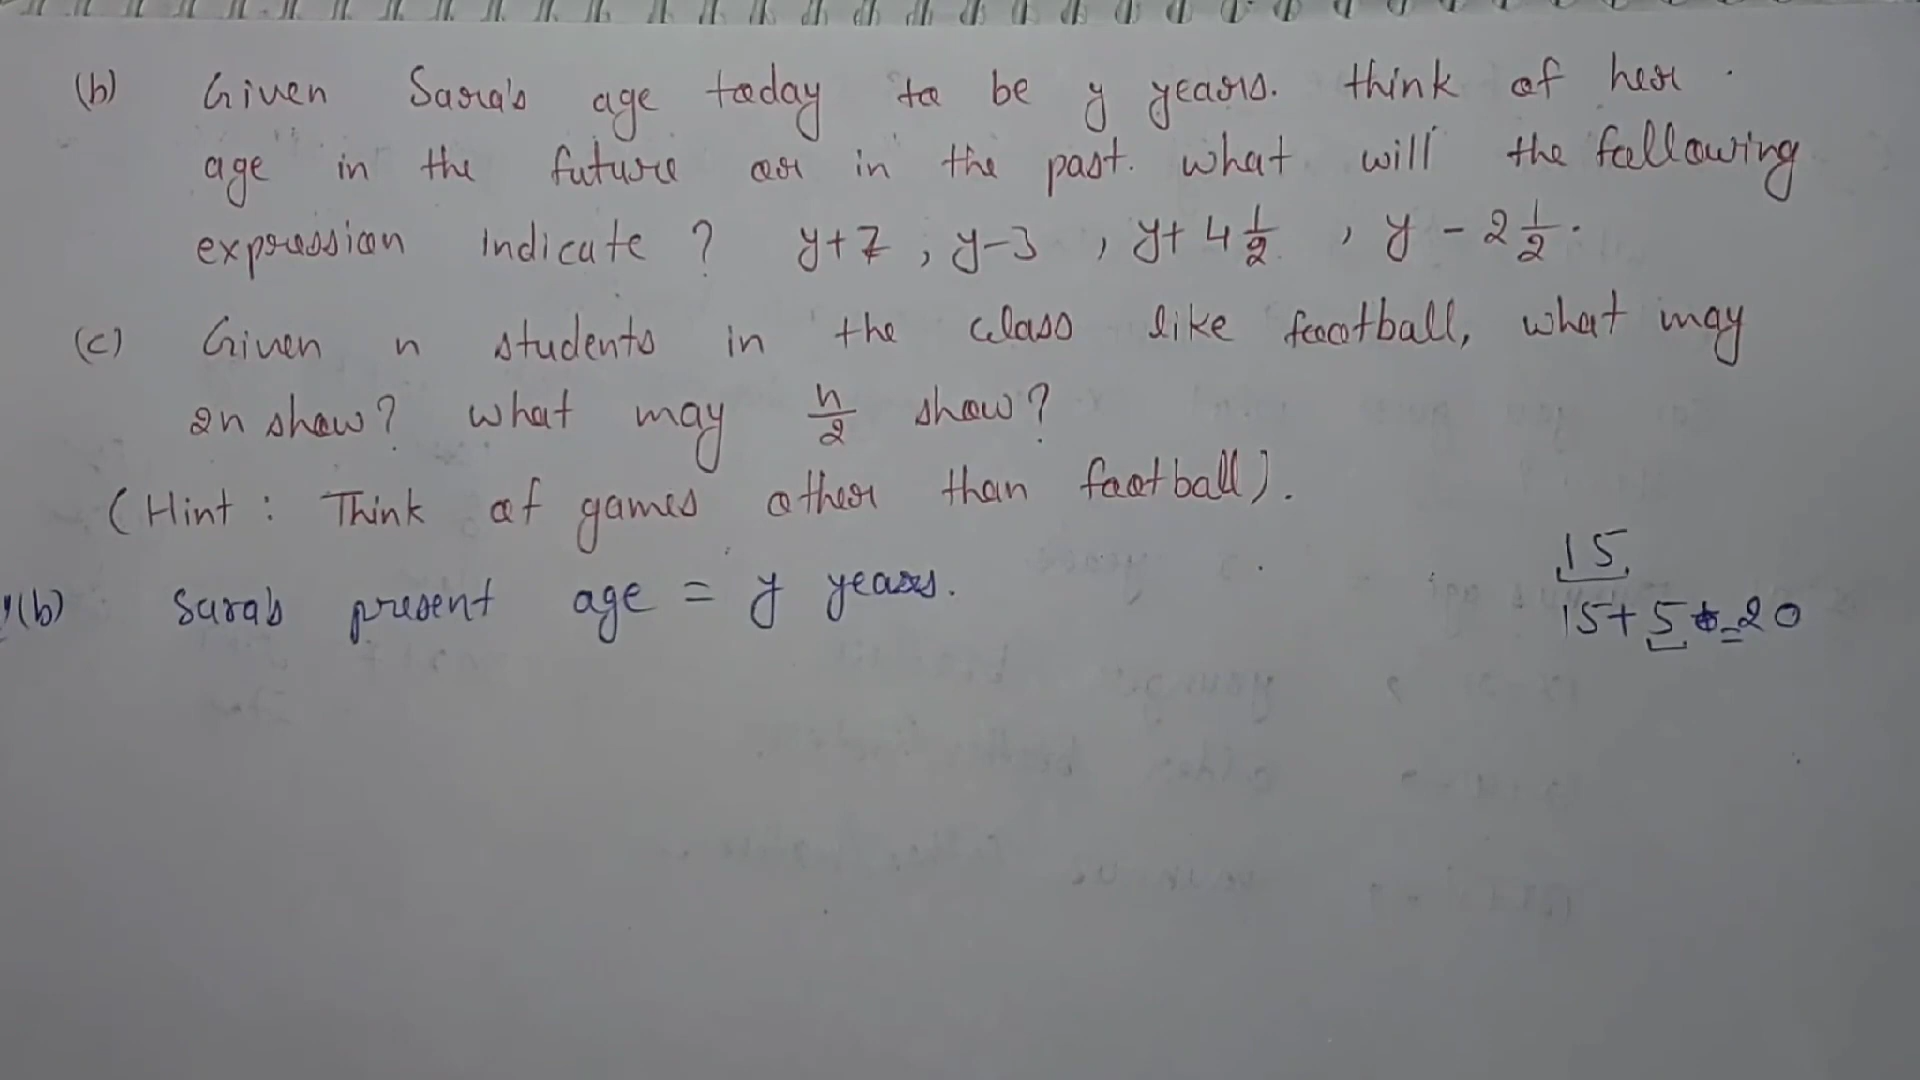 (b) Given Sara's age today to be y years. think of her
age in the future or in the past. what will the following
expression indicate ? y+7 , y-3 , y+ 4 1/2 , y - 2 1/2 .
(c) Given n students in the class like football, what may
2n show? what may n/2 show?
(Hint : Think of games other than football).
(b) Sara's present age = y years.
15
15+ 5 = 20